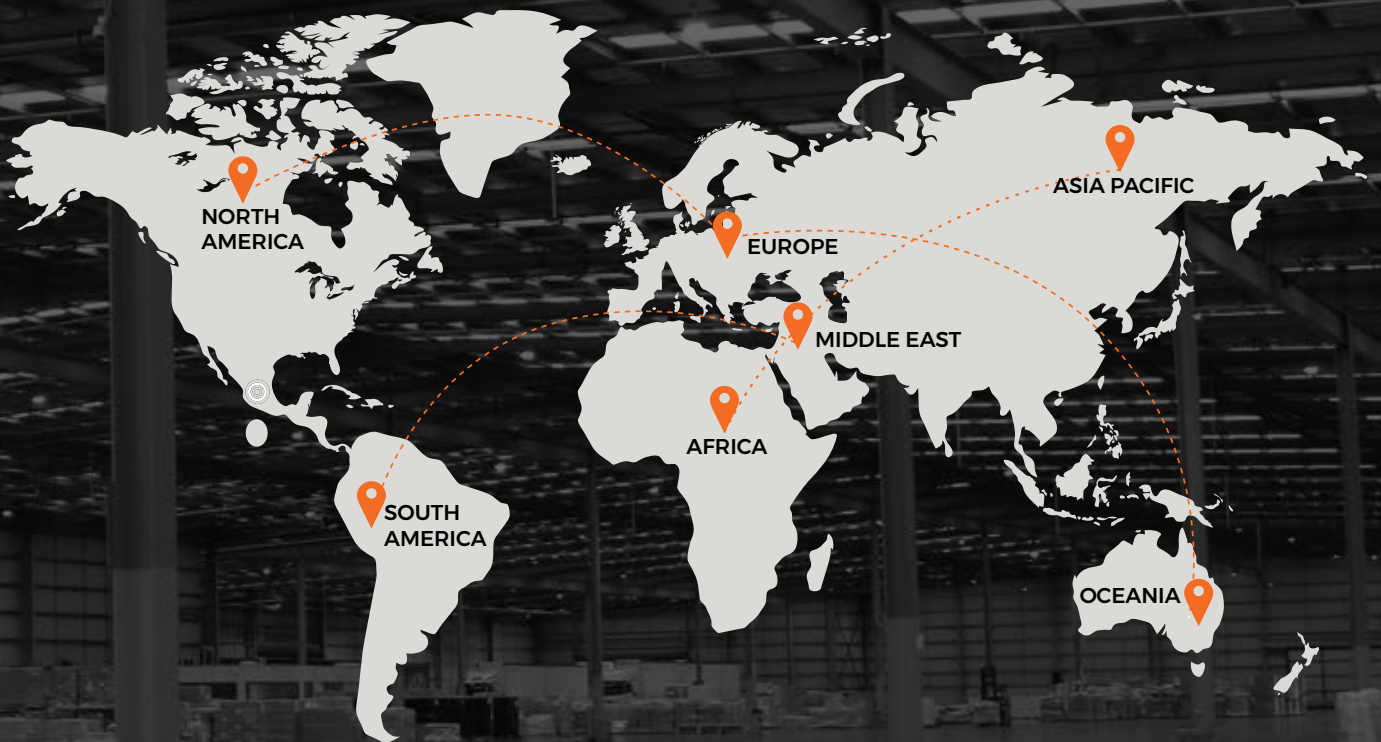 ASIA PACIFIC
NORTH
AMERICA
EUROPE
MIDDLE EAST
AFRICA
SOUTH
AMERICA
OCEANIA